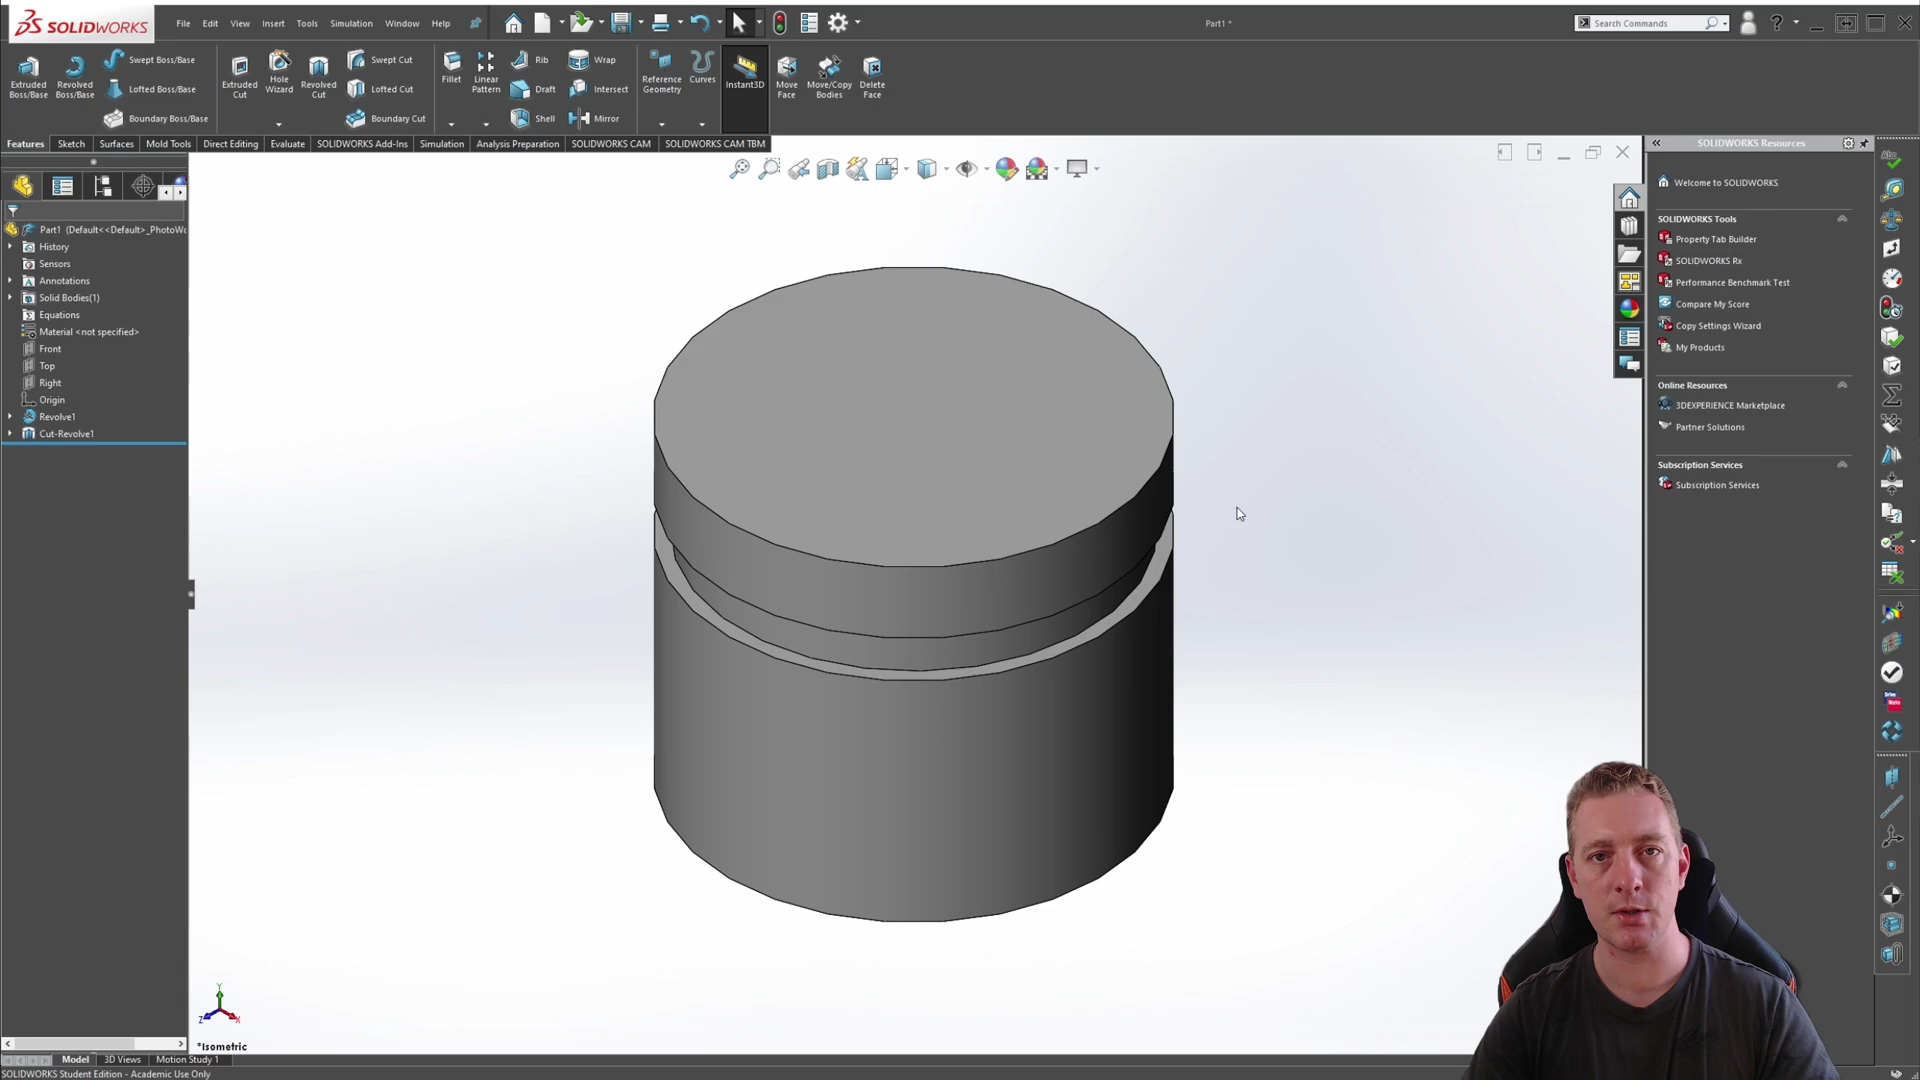 SOLIDWORKS
File Edit View Insert Tools Simulation Window Help
Part1 *
Search Commands
Extruded Boss/Base
Revolved Boss/Base
Swept Boss/Base
Lofted Boss/Base
Boundary Boss/Base
Extruded Cut
Hole Wizard
Revolved Cut
Swept Cut
Lofted Cut
Boundary Cut
Fillet
Linear Pattern
Rib
Draft
Shell
Wrap
Intersect
Mirror
Reference Geometry
Curves
Instant3D
Move Face
Move/Copy Bodies
Delete Face
Features Sketch Surfaces Mold Tools Direct Editing Evaluate SOLIDWORKS Add-Ins Simulation Analysis Preparation SOLIDWORKS CAM SOLIDWORKS CAM TBM
Part1 (Default<<Default>_PhotoWo
History
Sensors
Annotations
Solid Bodies(1)
Equations
Material <not specified>
Front
Top
Right
Origin
Revolve1
Cut-Revolve1
SOLIDWORKS Resources
Welcome to SOLIDWORKS
SOLIDWORKS Tools
Property Tab Builder
SOLIDWORKS Rx
Performance Benchmark Test
Compare My Score
Copy Settings Wizard
My Products
Online Resources
3DEXPERIENCE Marketplace
Partner Solutions
Subscription Services
Subscription Services
Y
Z
X
*Isometric
Model 3D Views Motion Study 1
SOLIDWORKS Student Edition - Academic Use Only